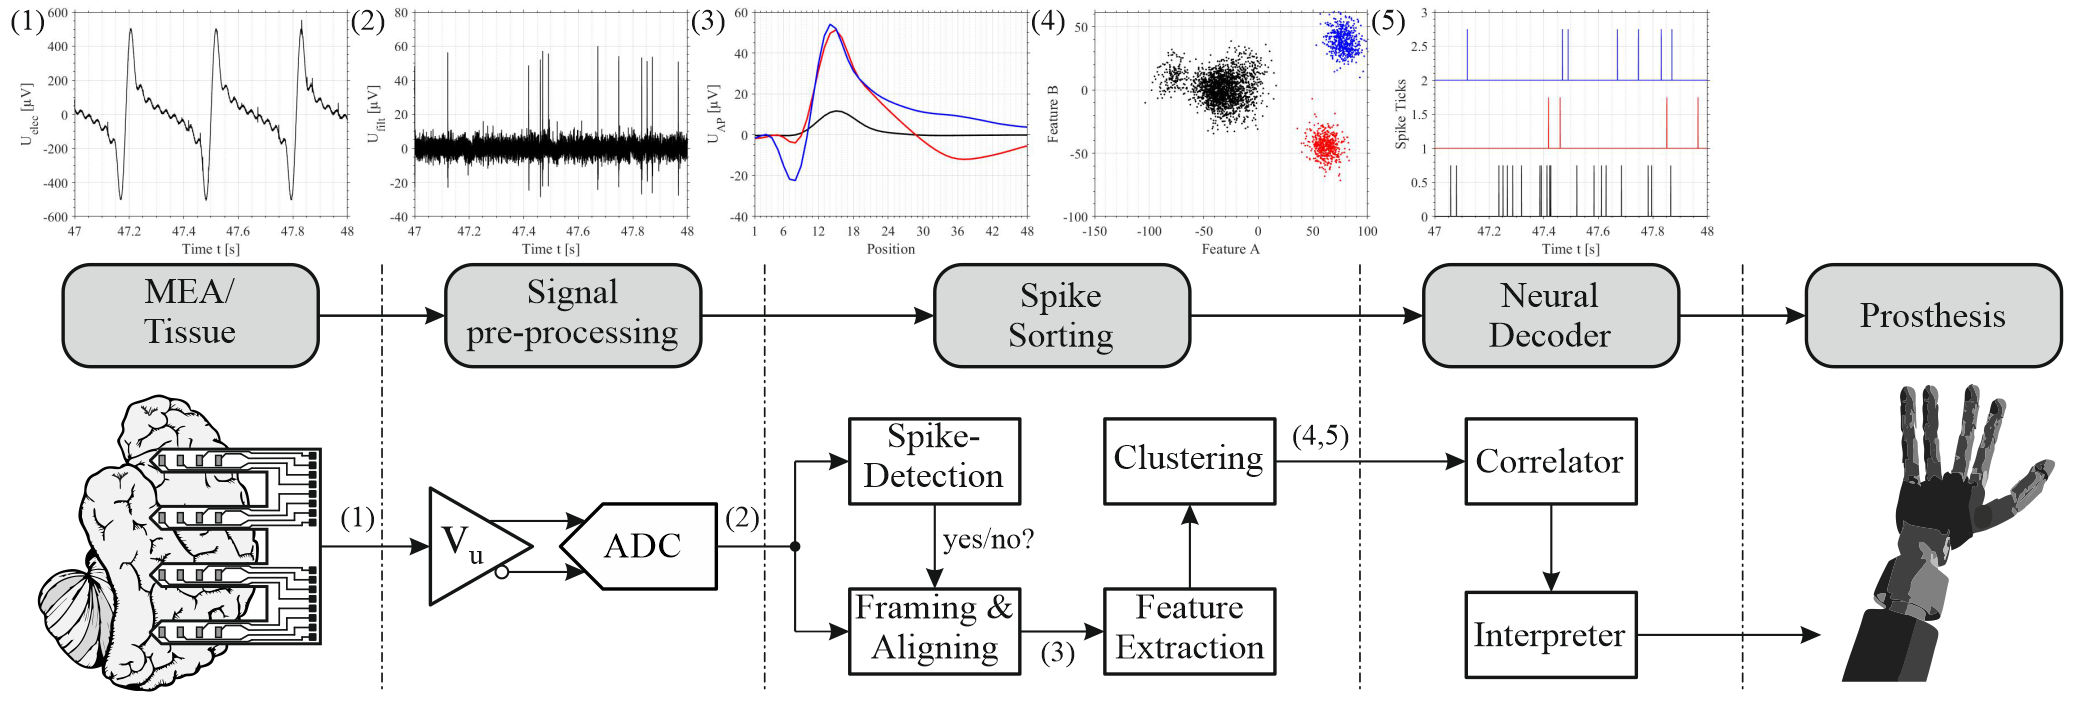 (1)
600
400
200
0
-200
-400
-600
U_elec [µV]
47
47.2
47.4
47.6
47.8
48
Time t [s]
(2)
80
60
40
20
0
-20
-40
U_filt [µV]
47
47.2
47.4
47.6
47.8
48
Time t [s]
(3)
60
40
20
0
-20
-40
U_AP [µV]
1
6
12
18
24
30
36
42
48
Position
(4)
50
0
-50
-100
Feature B
-150
-100
-50
0
50
100
Feature A
(5)
3
2.5
2
1.5
1
0.5
0
Spike Ticks
47
47.2
47.4
47.6
47.8
48
Time t [s]
MEA/
Tissue
Signal
pre-processing
Spike
Sorting
Neural
Decoder
Prosthesis
(1)
V_u
ADC
(2)
Spike-
Detection
yes/no?
Framing &
Aligning
(3)
Feature
Extraction
Clustering
(4,5)
Correlator
Interpreter